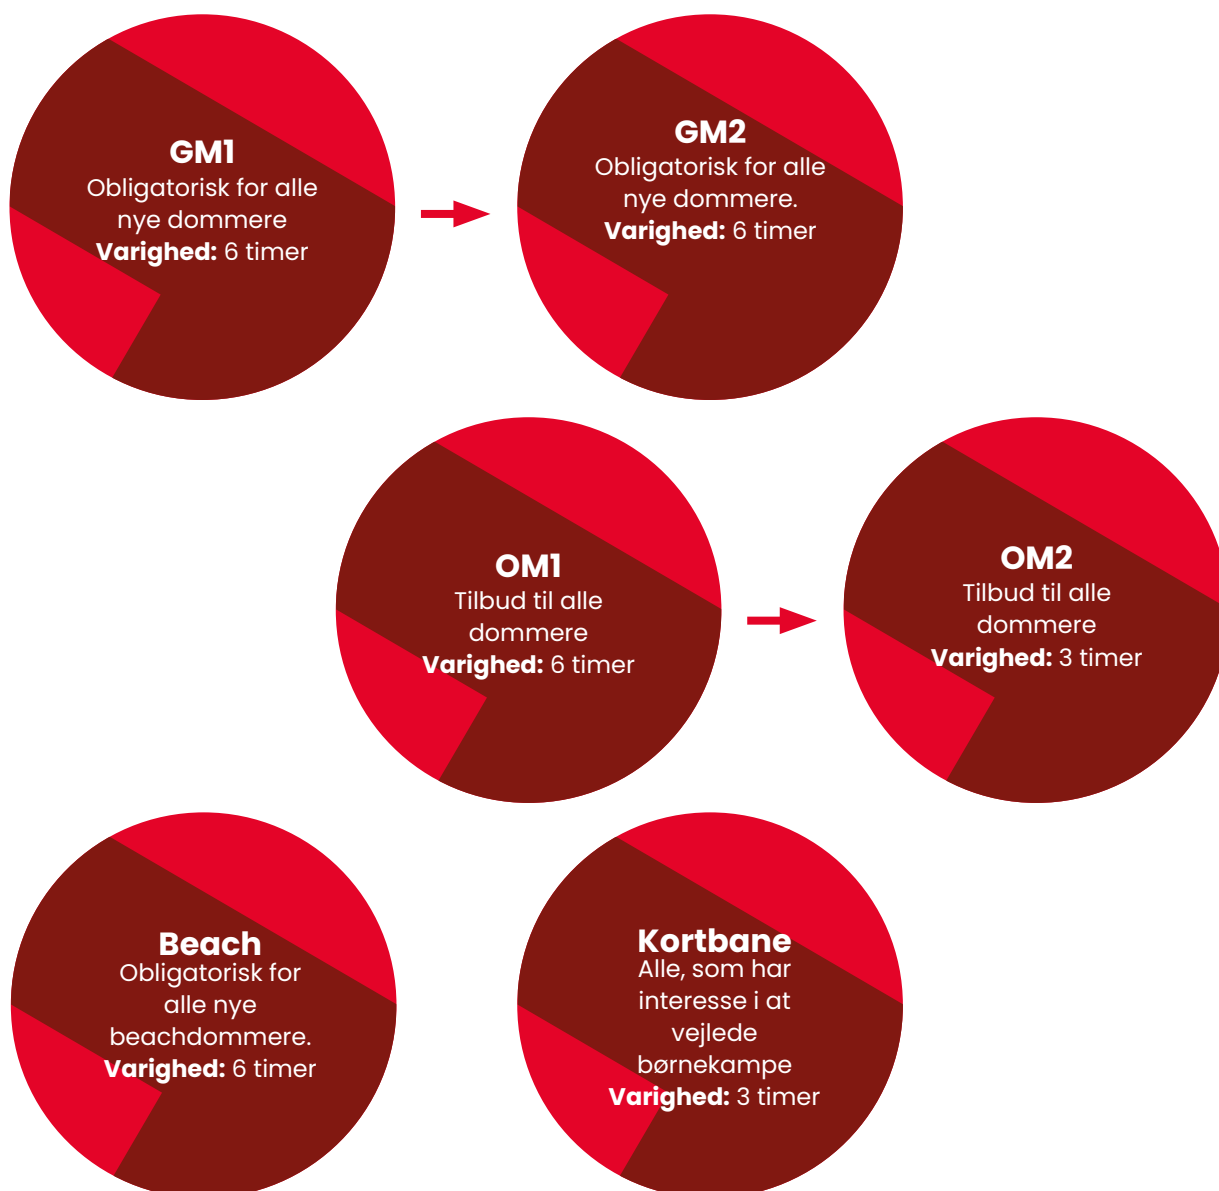 GM1
Obligatorisk for alle
nye dommere
Varighed: 6 timer
GM2
Obligatorisk for alle
nye dommere.
Varighed: 6 timer
OM1
Tilbud til alle
dommere
Varighed: 6 timer
OM2
Tilbud til alle
dommere
Varighed: 3 timer
Beach
Obligatorisk for
alle nye
beachdommere.
Varighed: 6 timer
Kortbane
Alle, som har
interesse i at
vejlede
børnekampe
Varighed: 3 timer